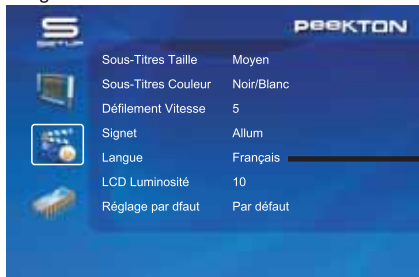 S
SETUP
PEEKTON
Sous-Titres Taille Moyen
Sous-Titres Couleur Noir/Blanc
Défilement Vitesse 5
Signet Allum
Langue Français
LCD Luminosité 10
Réglage par dfaut Par défaut